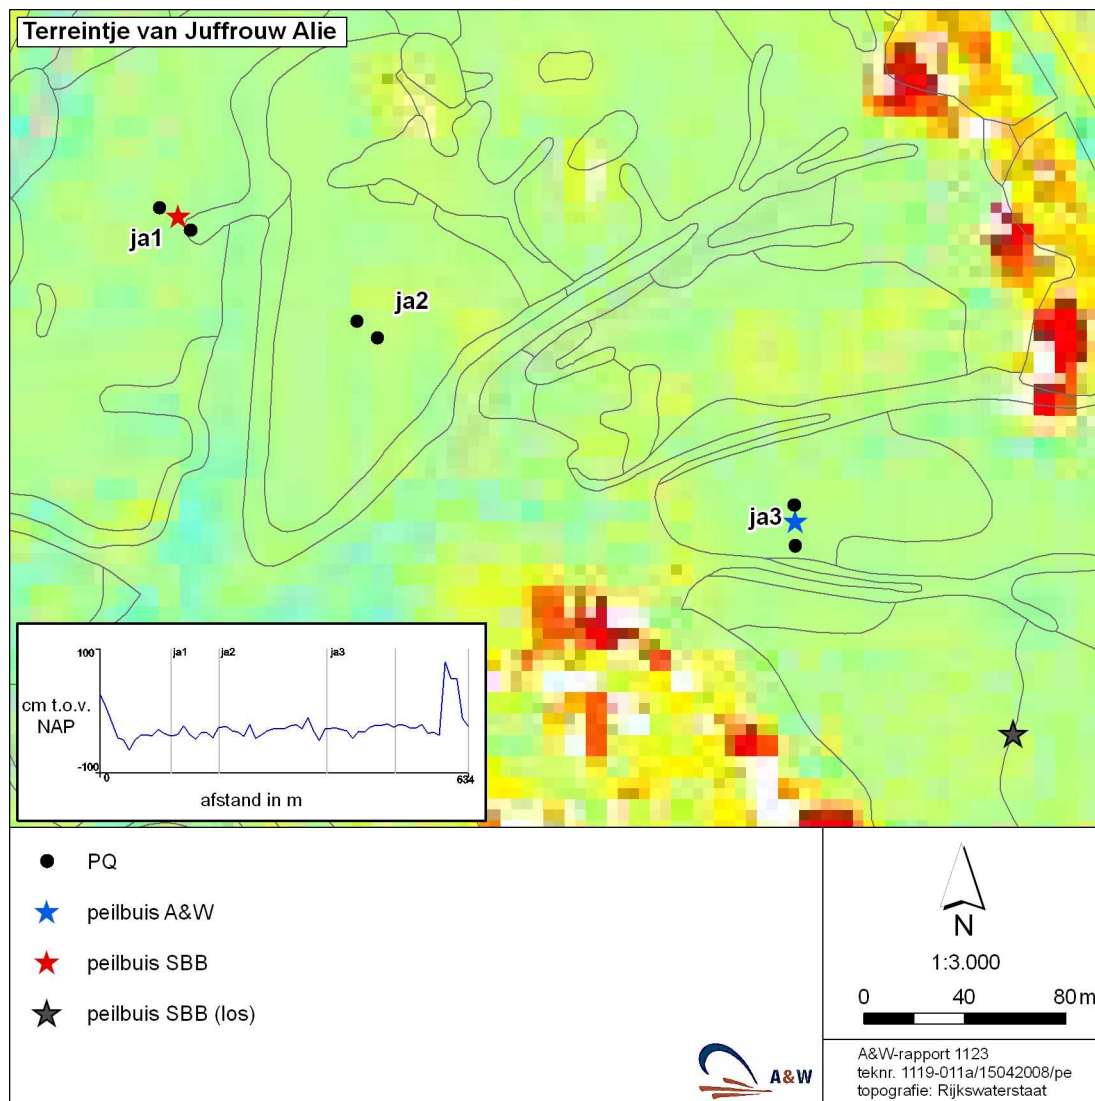 Terreintje van Juffrouw Alie
ja1
ja2
ja3
100
ja1
ja2
ja3
cm t.o.v.
NAP
-100
0
634
afstand in m
PQ
peilbuis A&W
peilbuis SBB
peilbuis SBB (los)
N
1:3.000
0 40 80 m
A&W
A&W-rapport 1123
teknr. 1119-011a/15042008/pe
topografie: Rijkswaterstaat